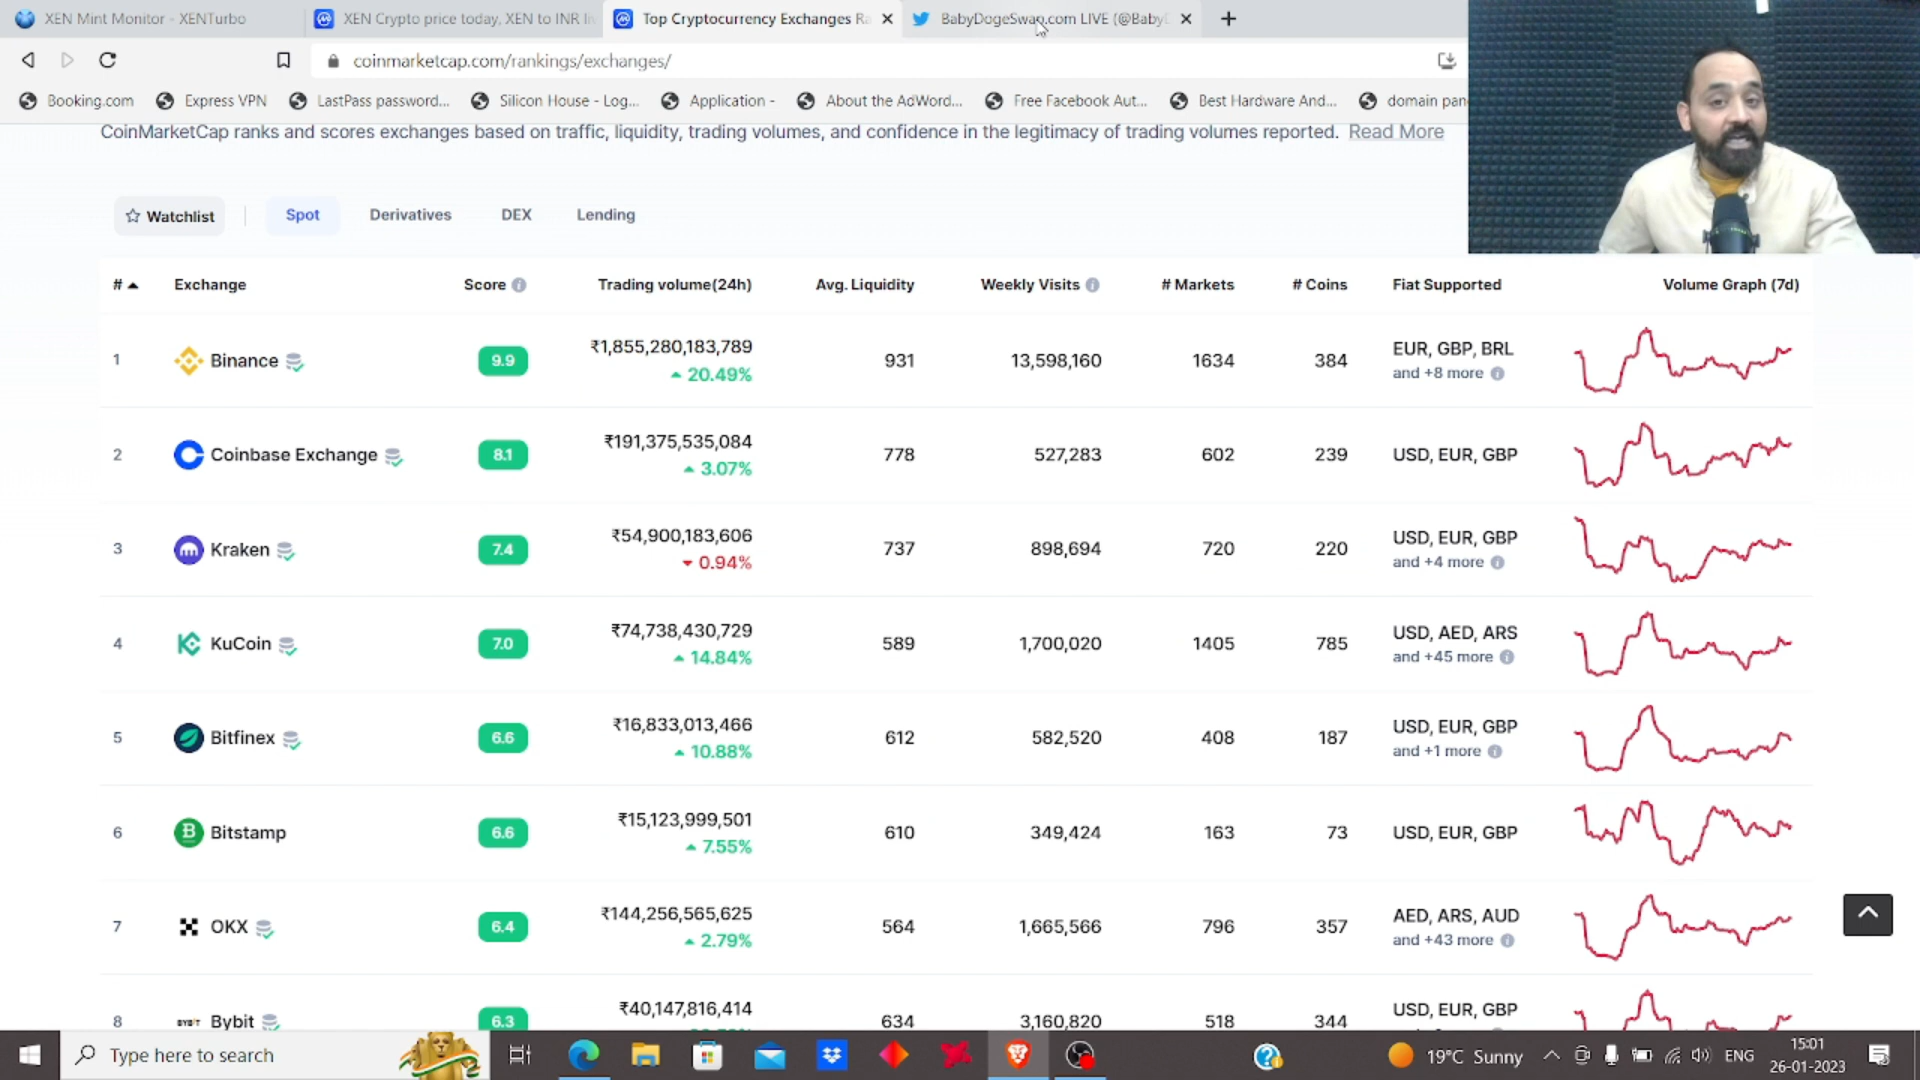 XEN Mint Monitor - XENTurbo
XEN Crypto price today, XEN to INR li
Top Cryptocurrency Exchanges Ra
BabyDogeSwap.com LIVE (@BabyD
coinmarketcap.com/rankings/exchanges/
Booking.com
Express VPN
LastPass password...
Silicon House - Log...
Application -
About the AdWord...
Free Facebook Aut...
Best Hardware And...
domain pan
CoinMarketCap ranks and scores exchanges based on traffic, liquidity, trading volumes, and confidence in the legitimacy of trading volumes reported. Read More
Watchlist
Spot
Derivatives
DEX
Lending
# Exchange Score Trading volume(24h) Avg. Liquidity Weekly Visits # Markets # Coins Fiat Supported Volume Graph (7d)
1 Binance 9.9 ₹1,855,280,183,789 931 13,598,160 1634 384 EUR, GBP, BRL
20.49% and +8 more
2 Coinbase Exchange 8.1 ₹191,375,535,084 778 527,283 602 239 USD, EUR, GBP
3.07%
3 Kraken 7.4 ₹54,900,183,606 737 898,694 720 220 USD, EUR, GBP
0.94% and +4 more
4 KuCoin 7.0 ₹74,738,430,729 589 1,700,020 1405 785 USD, AED, ARS
14.84% and +45 more
5 Bitfinex 6.6 ₹16,833,013,466 612 582,520 408 187 USD, EUR, GBP
10.88% and +1 more
6 Bitstamp 6.6 ₹15,123,999,501 610 349,424 163 73 USD, EUR, GBP
7.55%
7 OKX 6.4 ₹144,256,565,625 564 1,665,566 796 357 AED, ARS, AUD
2.79% and +43 more
8 BYBIT Bybit 6.3 ₹40,147,816,414 634 3,160,820 518 344 USD, EUR, GBP
Type here to search
19°C Sunny
ENG
15:01
26-01-2023